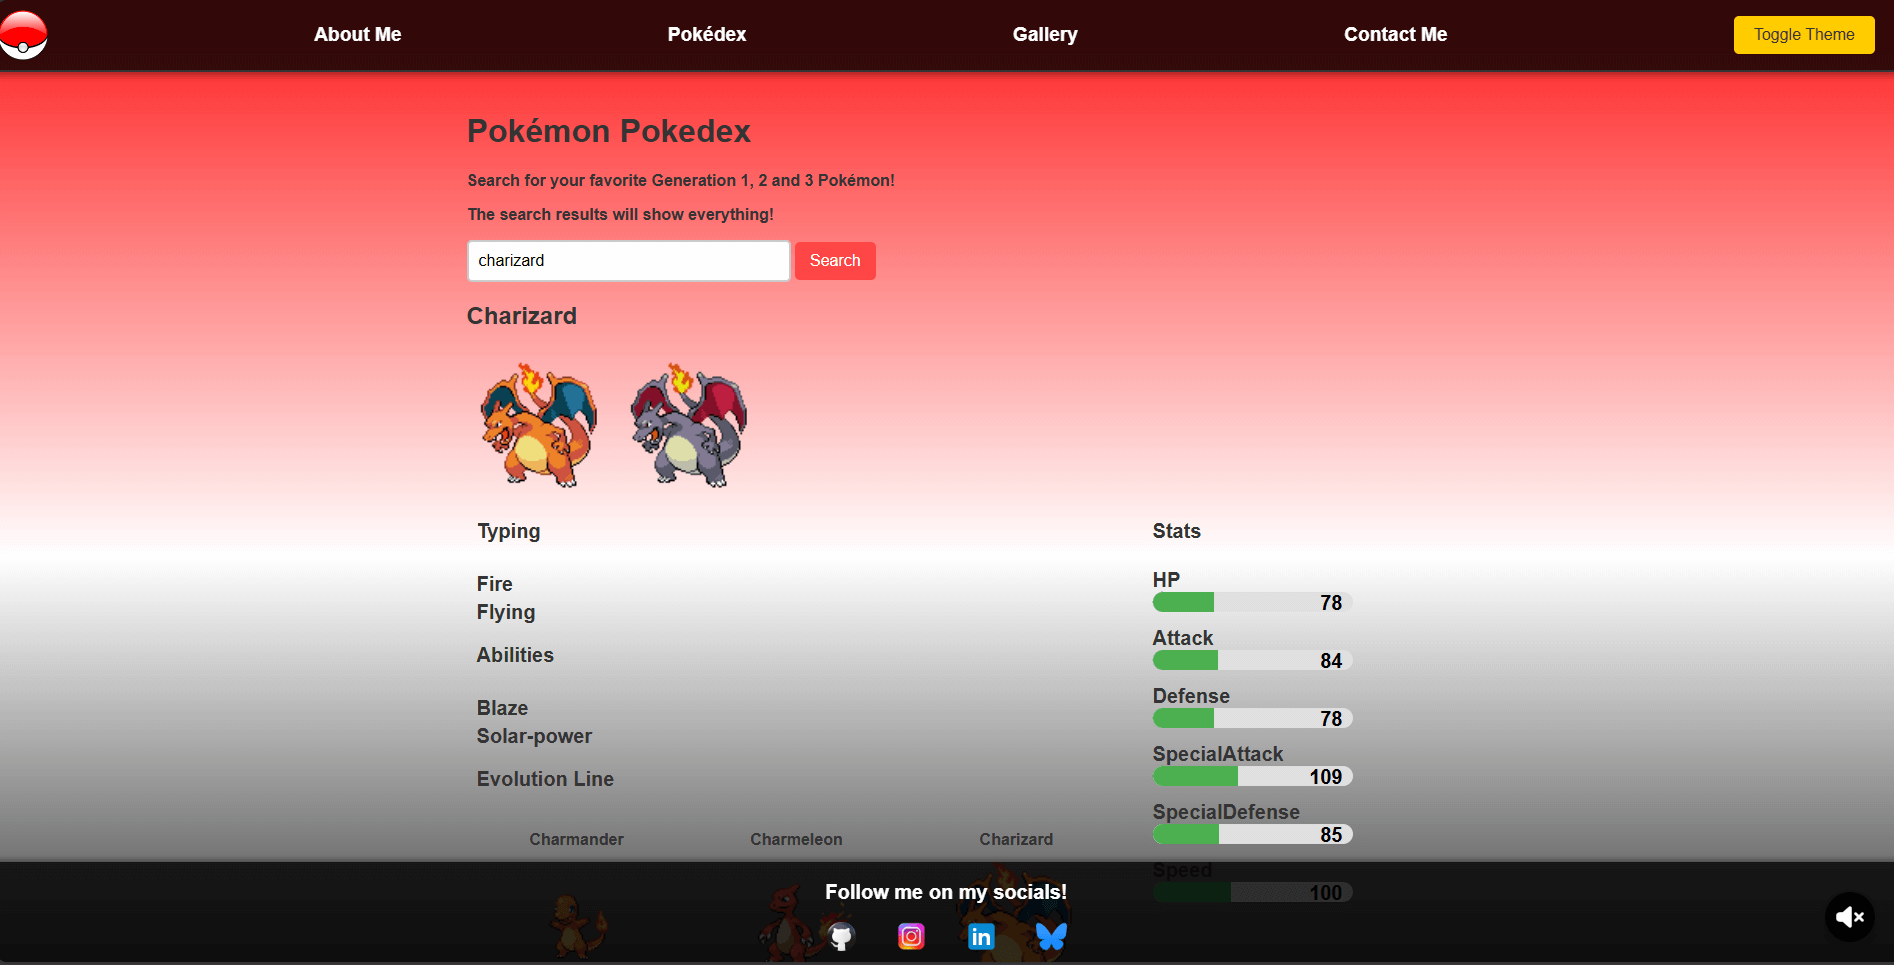 About Me
Pokédex
Gallery
Contact Me
Toggle Theme
Pokémon Pokedex
Search for your favorite Generation 1, 2 and 3 Pokémon!
The search results will show everything!
charizard
Search
Charizard
Typing
Fire
Flying
Abilities
Blaze
Solar-power
Evolution Line
Charmander
Charmeleon
Charizard
Stats
HP
78
Attack
84
Defense
78
SpecialAttack
109
SpecialDefense
85
Speed
100
Follow me on my socials!
in